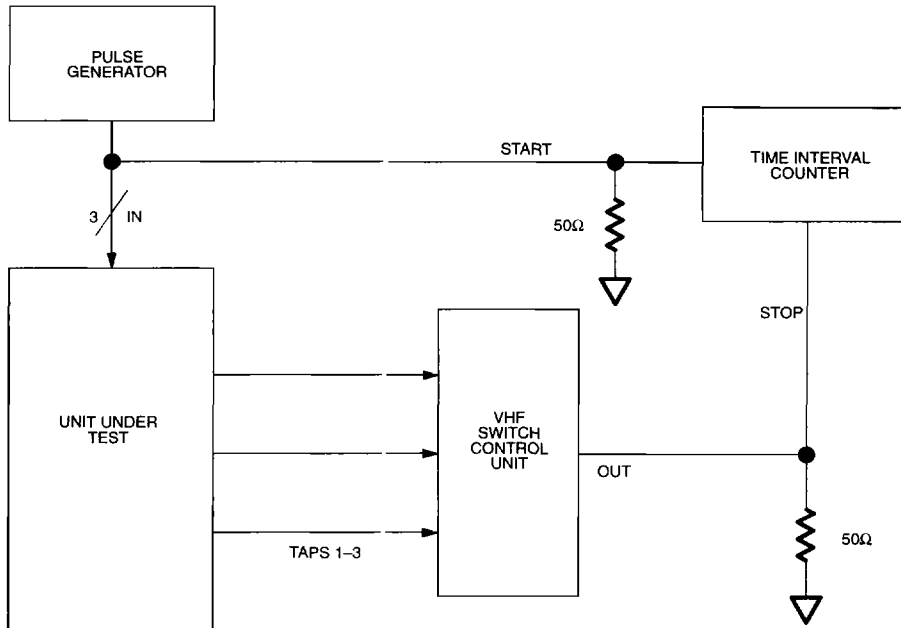 PULSE
GENERATOR
START
TIME INTERVAL
COUNTER
3
IN
50Ω
STOP
UNIT UNDER
TEST
VHF
SWITCH
CONTROL
UNIT
OUT
TAPS 1–3
50Ω